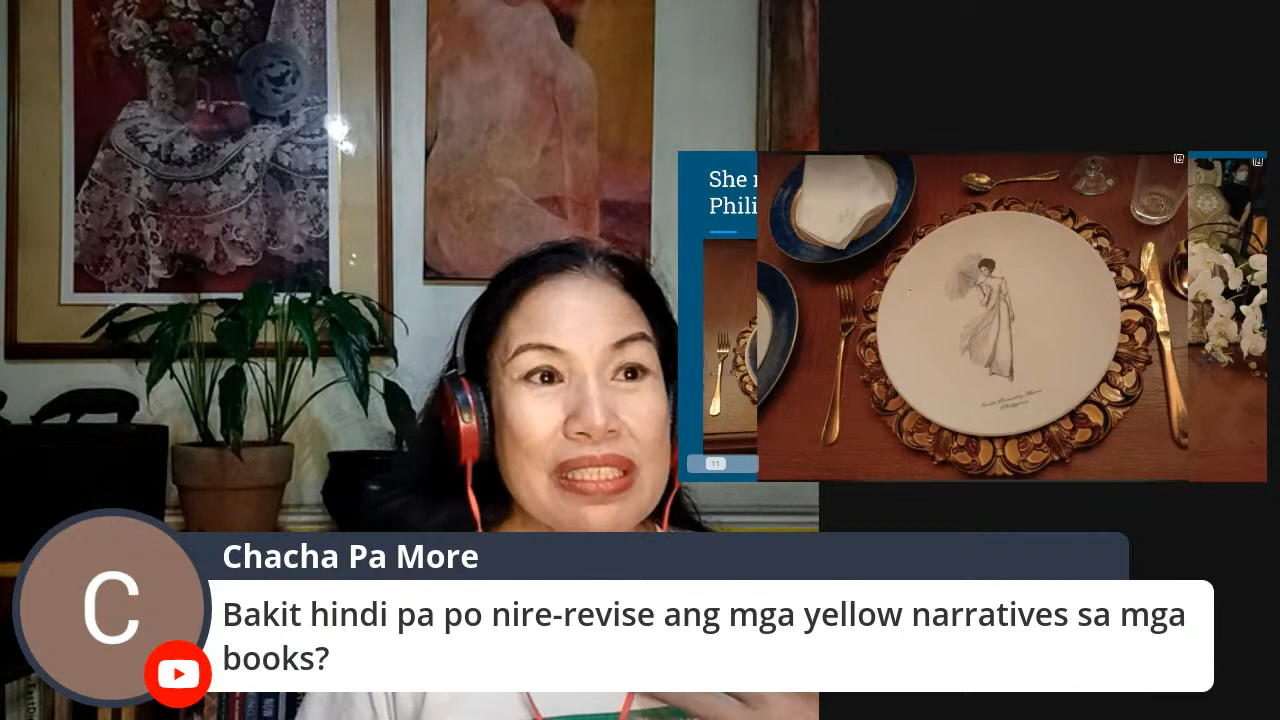 She
Phili
11
Chacha Pa More
Bakit hindi pa po nire-revise ang mga yellow narratives sa mga
books?
C